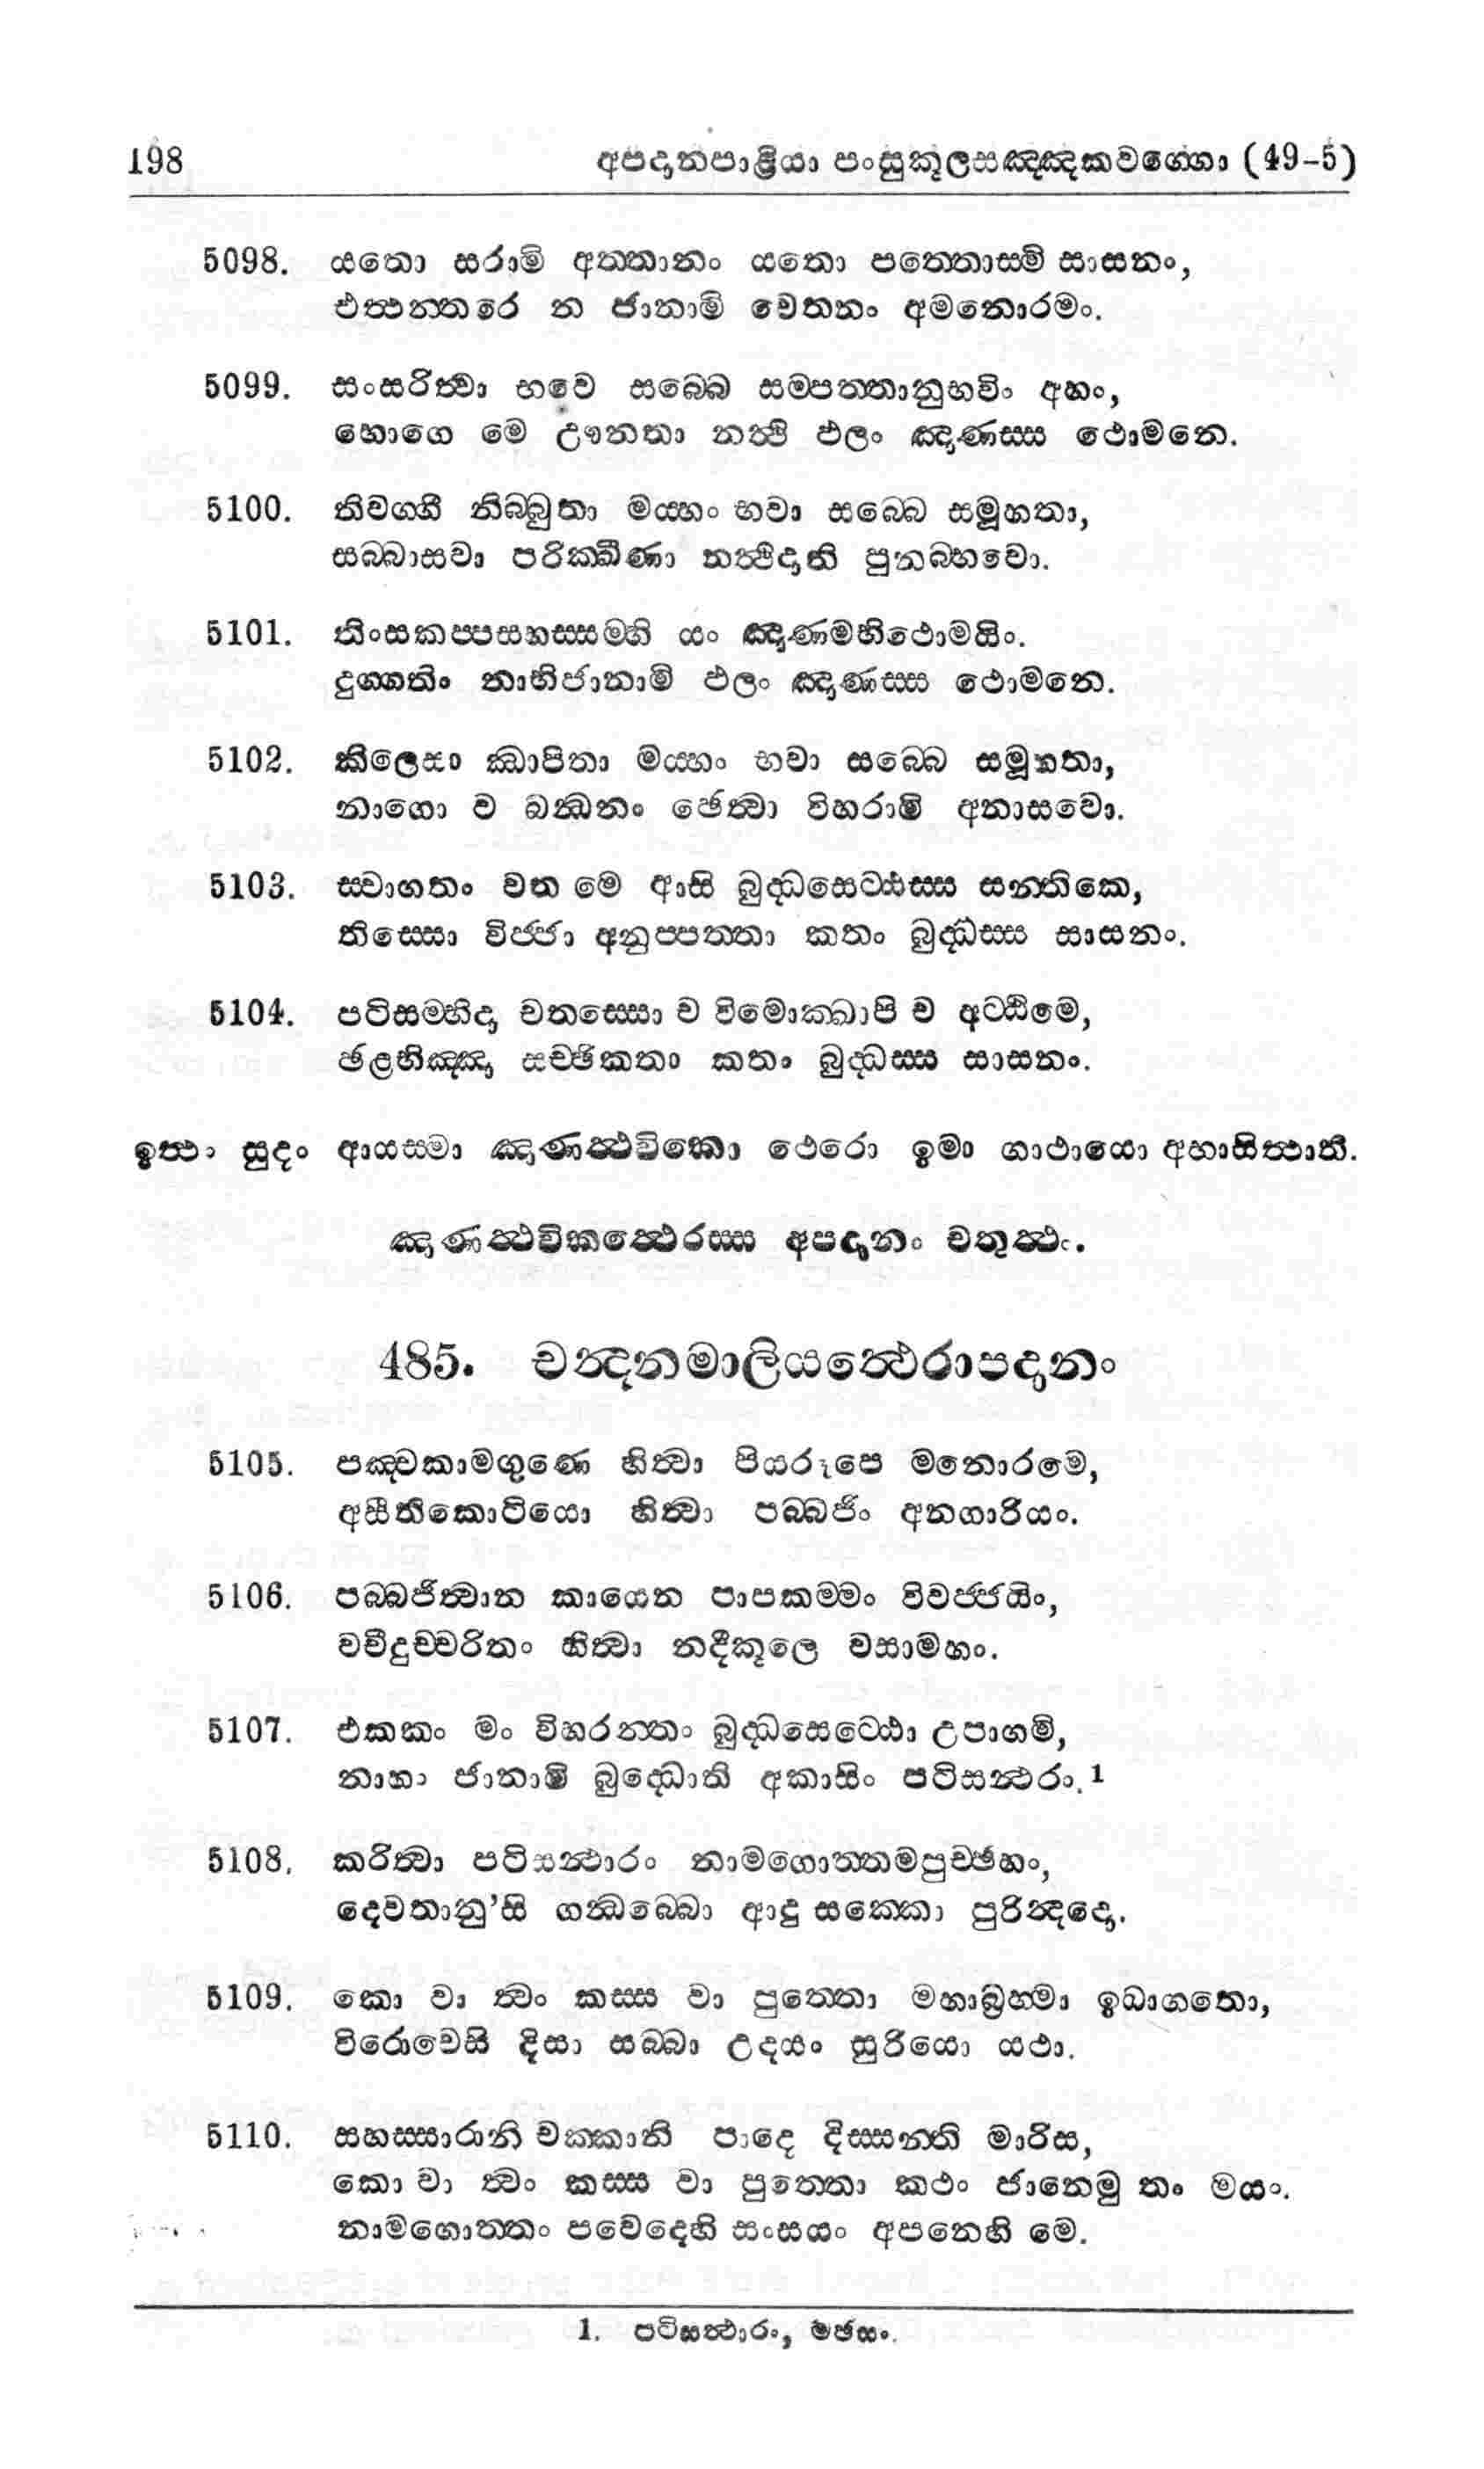 198 අපදානපාළියා පංසුකූලසඤ්ඤකවග්ගො (49-5)
5098. යතො සරාමි අත්තානං යතො පත්තොස්මි සාසනං,
එත්ථන්තරෙ න ජානාමි චෙතනං අමනොරමං.
5099. සංසරිත්වා භවෙ සබ්බෙ සම්පත්තානුභවිං අහං,
භොගෙ මෙ ඌනතා නත්ථි ඵලං ඤාණස්ස ථොමනෙ.
5100. තිවග්ගී නිබ්බුතා මය්හං භවා සබ්බෙ සමූහතා,
සබ්බාසවා පරික්ඛීණා නත්ථිදානි පුනබ්භවො.
5101. තිංසකප්පසහස්සම්හි යං ඤාණමභිථොමයිං.
දුග්ගතිං නාභිජානාමි ඵලං ඤාණස්ස ථොමනෙ.
5102. කිලෙසා ඣාපිතා මය්හං භවා සබ්බෙ සමූහතා,
නාගො ව බන්ධනං ඡෙත්වා විහරාමි අනාසවො.
5103. ස්වාගතං වත මෙ ආසි බුද්ධසෙට්ඨස්ස සන්තිකෙ,
තිස්සො විජ්ජා අනුප්පත්තා කතං බුද්ධස්ස සාසනං.
5104. පටිසම්භිදා චතස්සො ච විමොක්ඛාපි ච අට්ඨිමෙ,
ඡළභිඤ්ඤා සච්ඡිකතා කතං බුද්ධස්ස සාසනං.
ඉත්ථං සුදං ආයස්මා ඤාණත්ථවිකො ථෙරො ඉමා ගාථායො අභාසිත්ථාති.
ඤාණත්ථවිකත්ථෙරස්ස අපදානං චතුත්ථං.
485. චන්දනමාලියත්ථෙරාපදානං
5105. පඤ්චකාමගුණෙ හිත්වා පියරූපෙ මනොරමෙ,
අසීතිකොටියො හිත්වා පබ්බජිං අනගාරියං.
5106. පබ්බජිත්වාන කායෙන පාපකම්මං විවජ්ජයිං,
වචීදුච්චරිතං හිත්වා නදීකූලෙ වසාමහං.
5107. එකකං මං විහරන්තං බුද්ධසෙට්ඨො උපාගමි,
නාහං ජානාමි බුද්ධොති අකාසිං පටිසන්ථරං.1
5108. කරිත්වා පටිසන්ථාරං නාමගොත්තමපුච්ඡහං,
දෙවතානු'සි ගන්ධබ්බො ආදු සක්කො පුරින්දදො.
5109. කො වා ත්වං කස්ස වා පුත්තො මහාබ්‍රහ්මා ඉධාගතො,
විරොචෙසි දිසා සබ්බා උදයං සුරියො යථා.
5110. සහස්සාරානි චක්කානි පාදෙ දිස්සන්ති මාරිස,
කො වා ත්වං කස්ස වා පුත්තො කථං ජානෙමු තං මයං.
නාමගොත්තං පවෙදෙහි සංසයං අපනෙහි මෙ.
1. පටිසත්ථාරං, මඡසං.